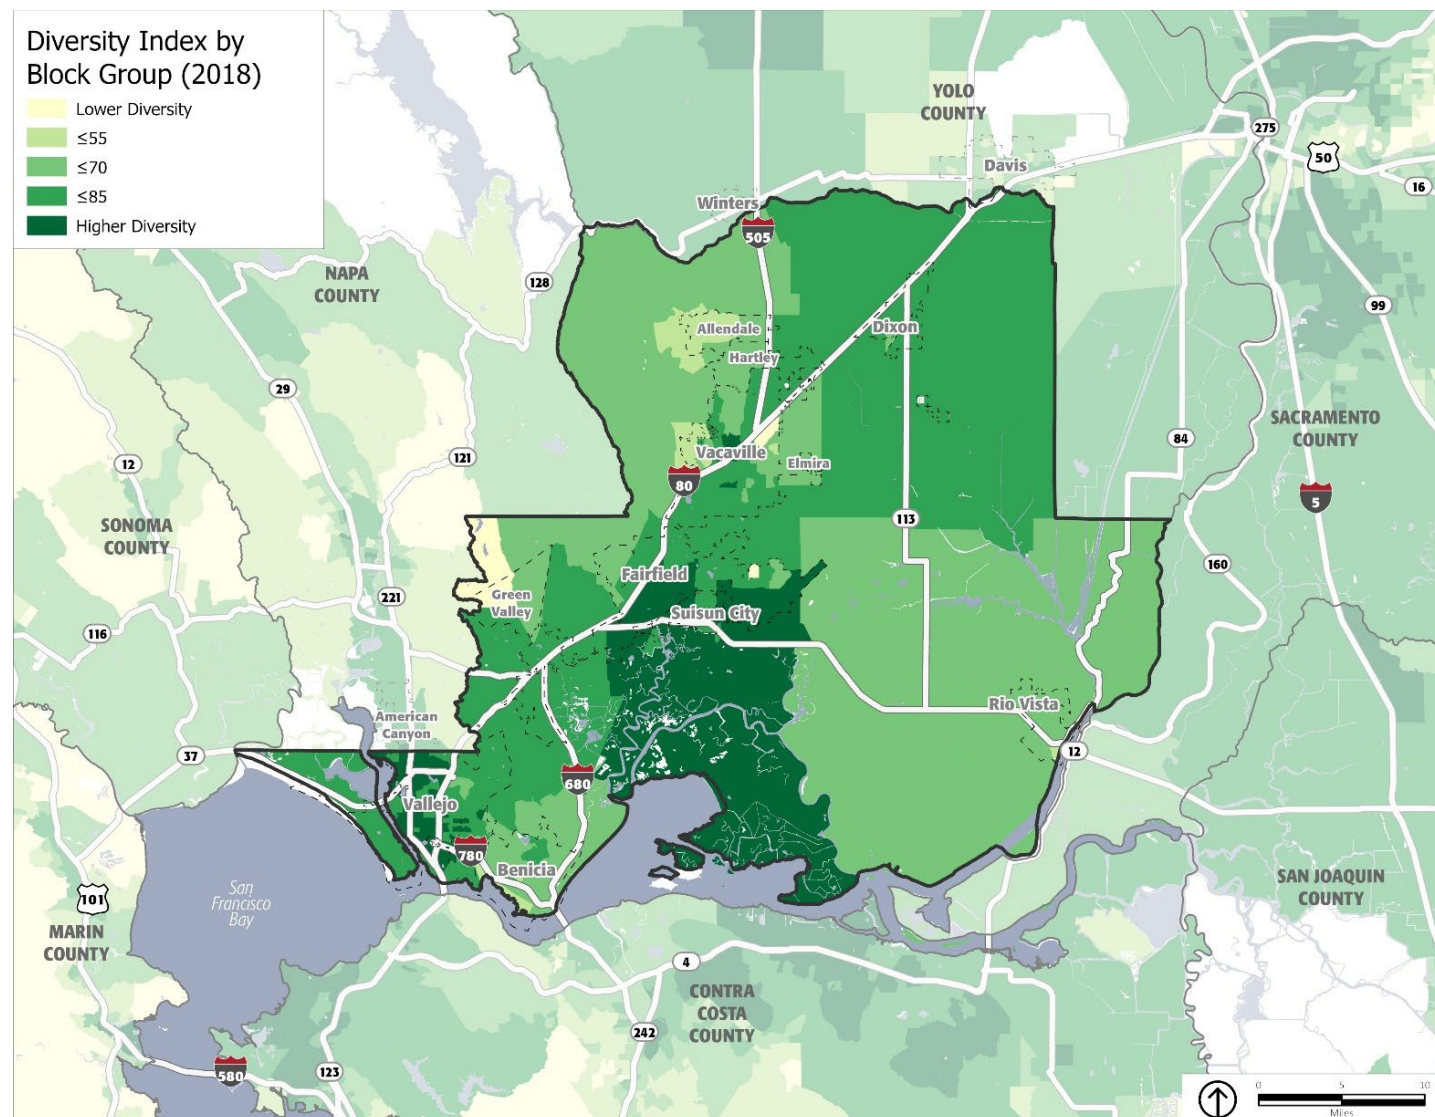 Diversity Index by
Block Group (2018)
Lower Diversity
≤55
≤70
≤85
Higher Diversity
YOLO
COUNTY
275
50
Davis
16
Winters
505
NAPA
COUNTY
128
99
Allendale
Dixon
Hartley
29
SACRAMENTO
COUNTY
84
12
121
Vacaville
Elmira
80
5
113
SONOMA
COUNTY
160
Fairfield
Green
Valley
221
Suisun City
116
Rio Vista
American
Canyon
12
37
680
Vallejo
780
Benicia
San
Francisco
Bay
101
MARIN
COUNTY
SAN JOAQUIN
COUNTY
4
CONTRA
COSTA
COUNTY
242
580
123
0 5 10
Miles